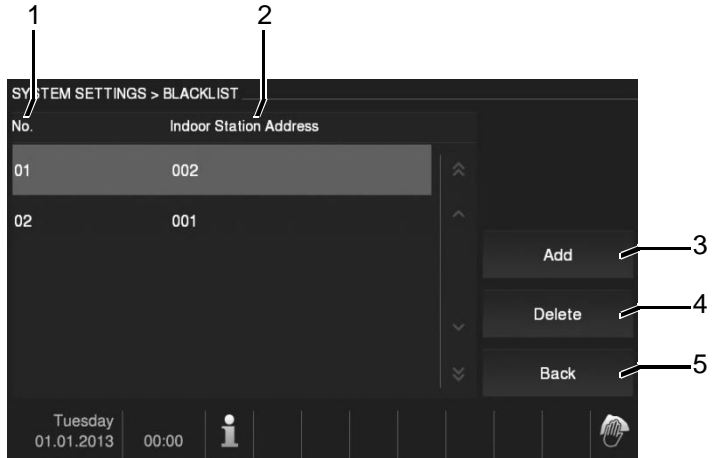 1 2
SYSTEM SETTINGS > BLACKLIST
No. Indoor Station Address
01 002
02 001
Add 3
Delete 4
Back 5
Tuesday
01.01.2013 00:00 i